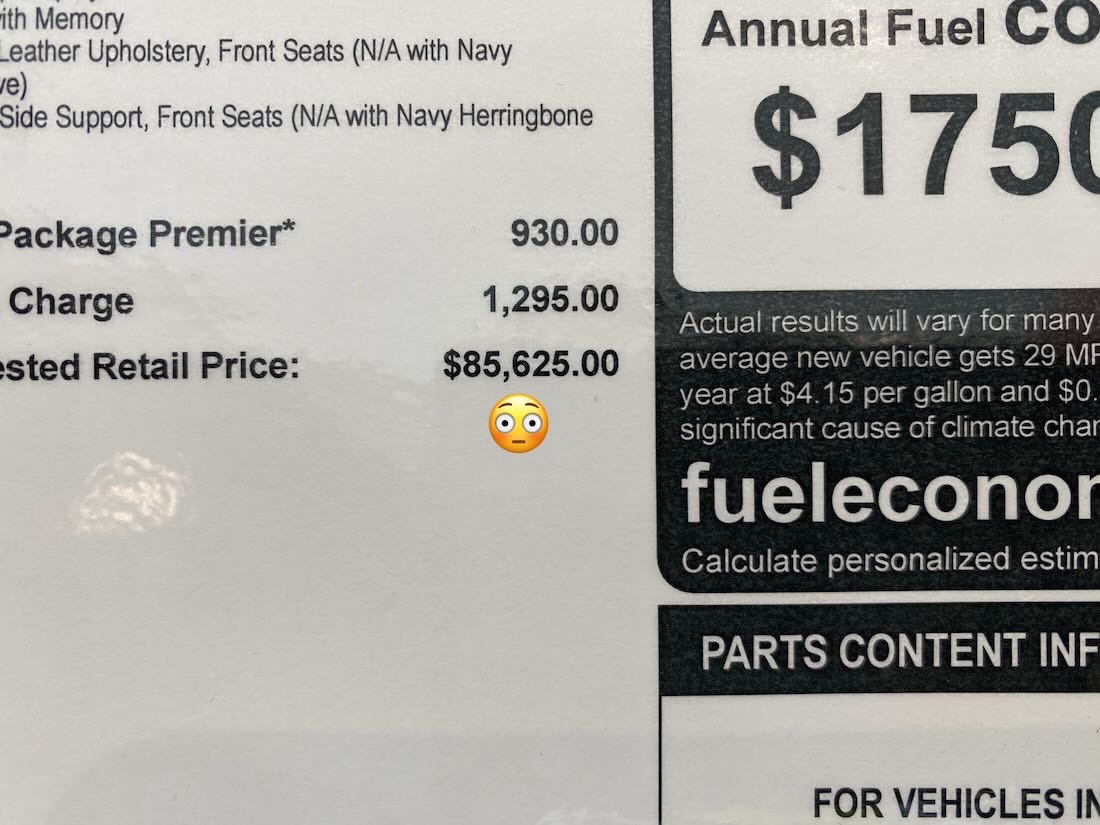 with Memory
Leather Upholstery, Front Seats (N/A with Navy
ve)
Side Support, Front Seats (N/A with Navy Herringbone
Package Premier* 930.00
Charge 1,295.00
ested Retail Price: $85,625.00
Annual Fuel CO
$1750
Actual results will vary for many
average new vehicle gets 29 MP
year at $4.15 per gallon and $0.
significant cause of climate chan
fueleconom
Calculate personalized estim
PARTS CONTENT INF
FOR VEHICLES IN